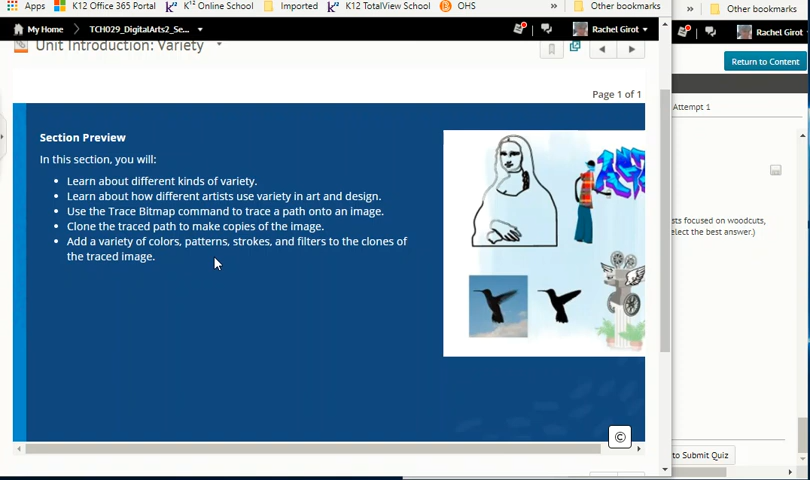 Apps K12 Office 365 Portal K12 Online School Imported K12 TotalView School OHS » Other bookmarks
» Other bookmarks
My Home TCH029_DigitalArts2_Se... Rachel Girot
Rachel Girot
Unit Introduction: Variety
Return to Content
Page 1 of 1
Attempt 1
Section Preview
In this section, you will:
• Learn about different kinds of variety.
• Learn about how different artists use variety in art and design.
• Use the Trace Bitmap command to trace a path onto an image.
• Clone the traced path to make copies of the image.
• Add a variety of colors, patterns, strokes, and filters to the clones of
the traced image.
sts focused on woodcuts,
elect the best answer.)
©
to Submit Quiz